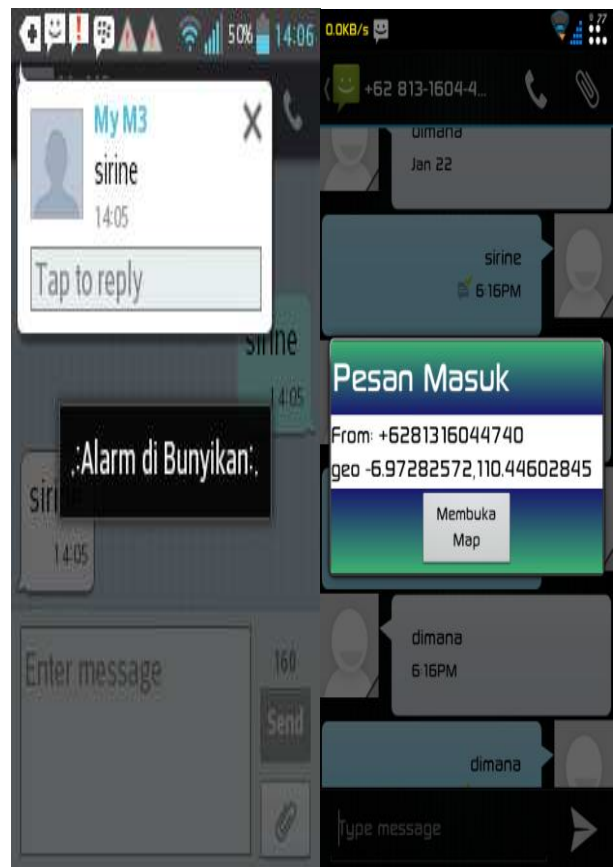 50% 14:06
My M3
sirine
14:05
Tap to reply
sirine
14:05
.:Alarm di Bunyikan:.
14:05
Enter message
160
Send
0.0KB/s
+62 813-1604-4...
dimana
Jan 22
sirine
6:16PM
Pesan Masuk
From: +6281316044740
geo -6.97282572,110.44602845
Membuka
Map
dimana
6:16PM
dimana
Type message